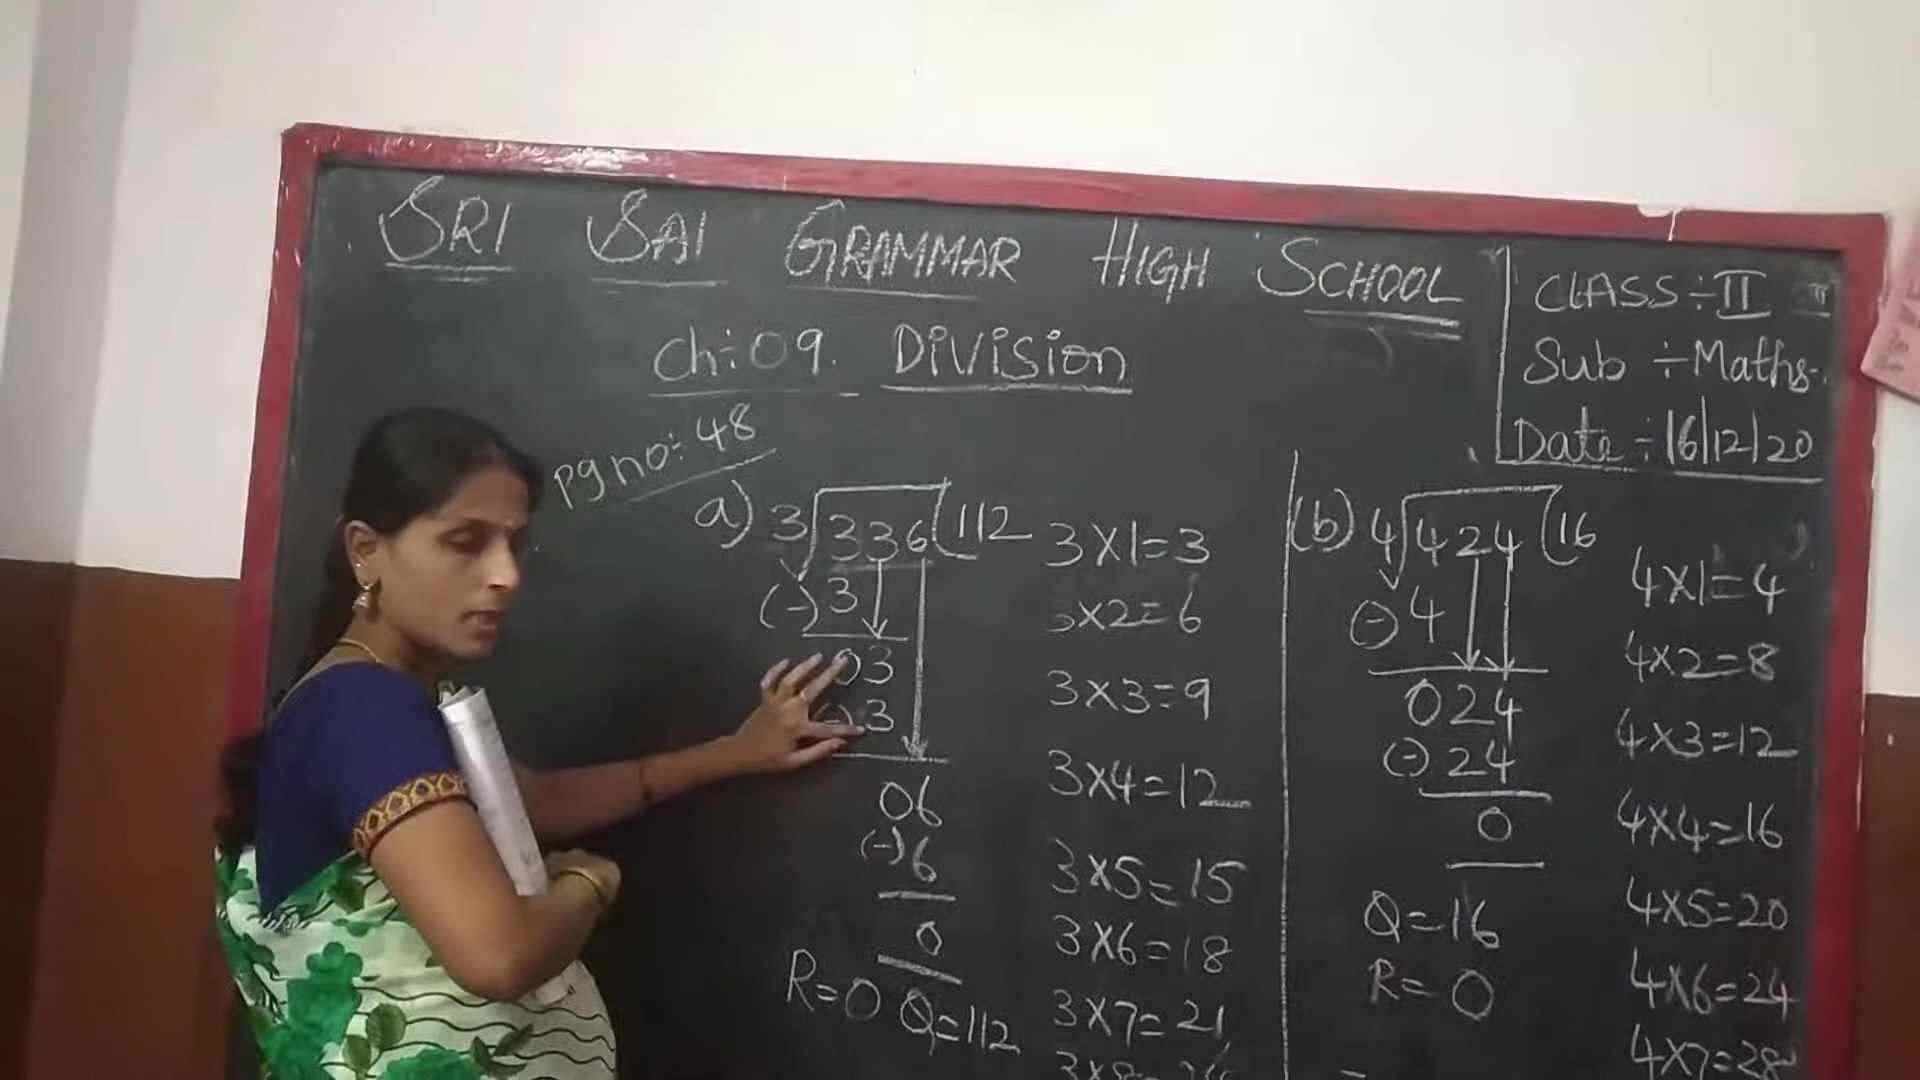 SRI SAI GRAMMAR HIGH SCHOOL
CLASS ÷ II
Sub ÷ Maths.
Date ÷ 16/12/20
Ch÷09. Division
pgno÷ 48
a) 3 336 (112
(-) 3
03
(-) 3
06
(-) 6
0
R=0 Q=112
3X1=3
3X2=6
3X3=9
3X4=12
3X5=15
3X6=18
3X7=21
(b) 4 424 (16
(-) 4
024
(-) 24
0
Q=16
R=0
4X1=4
4X2=8
4X3=12
4X4=16
4X5=20
4X6=24
4X7=28